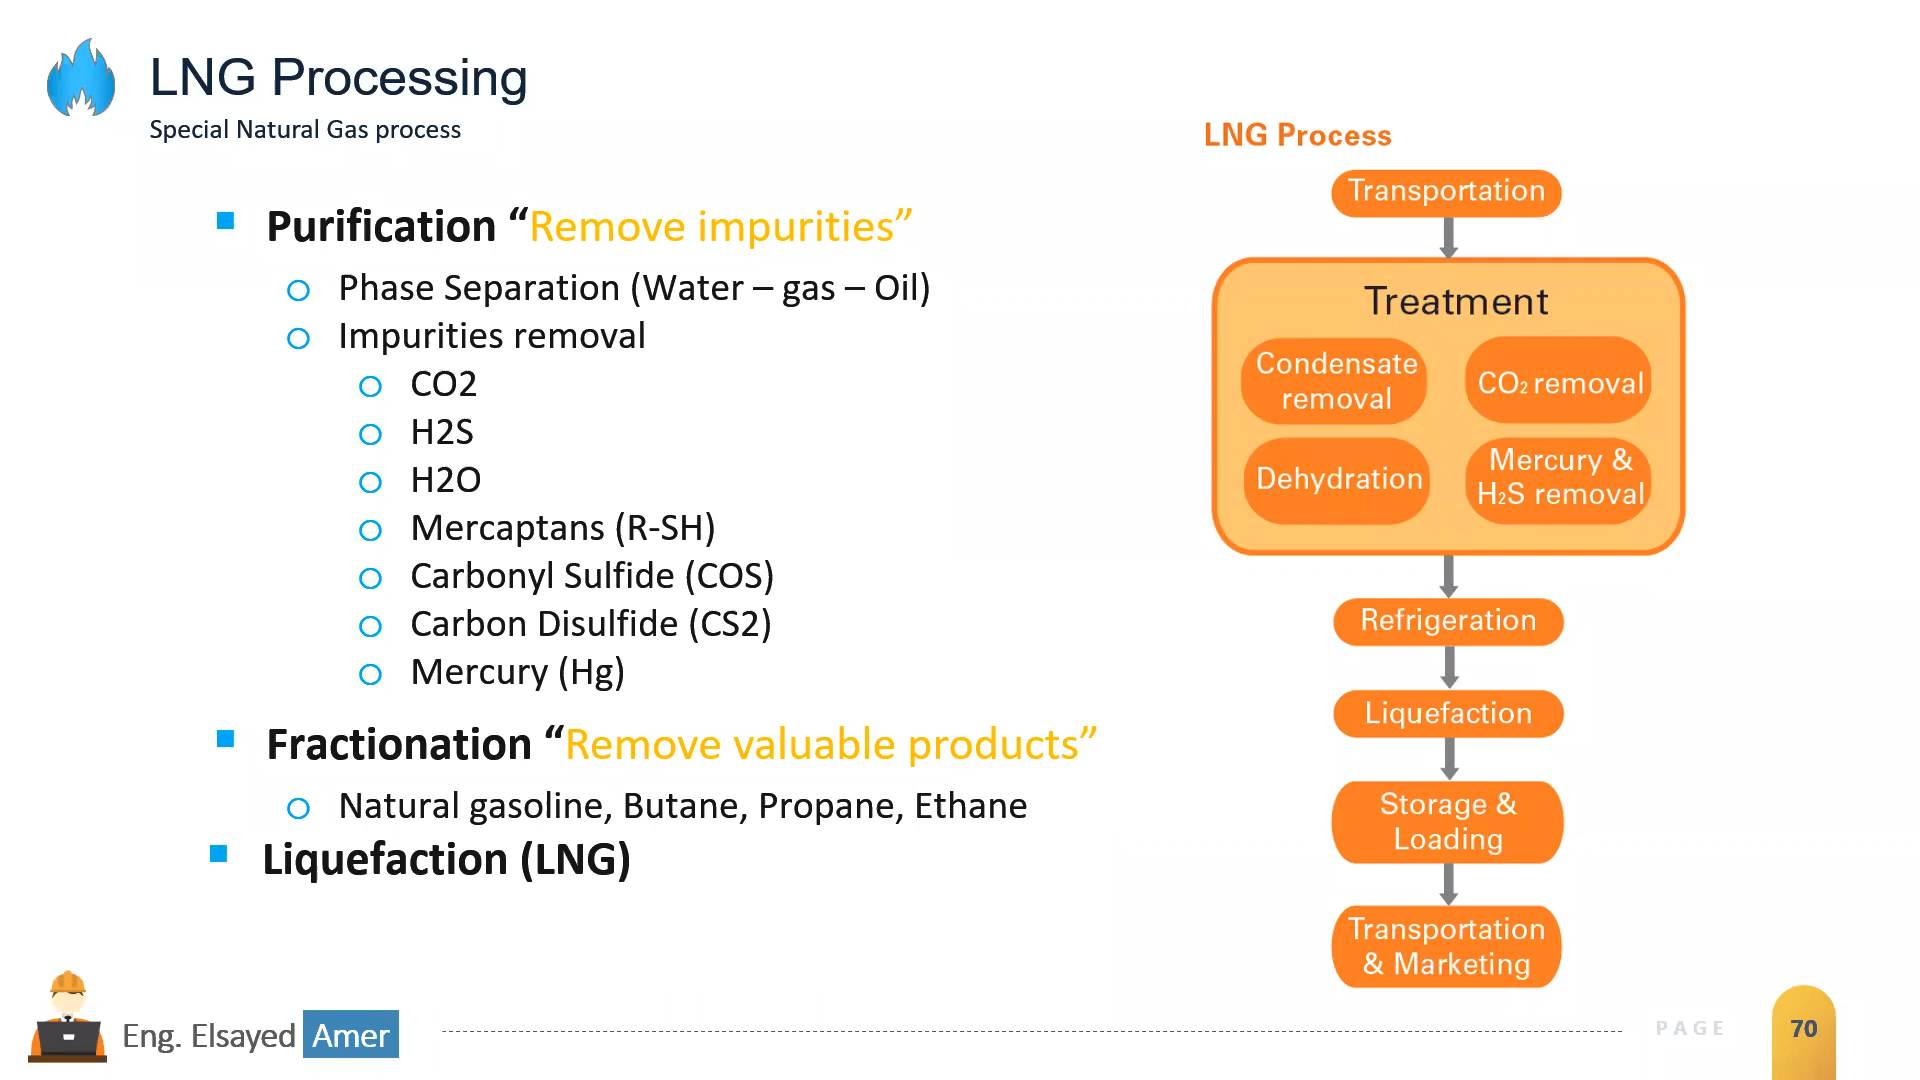 LNG Processing
Special Natural Gas process
Purification “Remove impurities”
Phase Separation (Water – gas – Oil)
Impurities removal
CO2
H2S
H2O
Mercaptans (R-SH)
Carbonyl Sulfide (COS)
Carbon Disulfide (CS2)
Mercury (Hg)
Fractionation “Remove valuable products”
Natural gasoline, Butane, Propane, Ethane
Liquefaction (LNG)
LNG Process
Transportation
Treatment
Condensate
removal
CO₂ removal
Dehydration
Mercury &
H₂S removal
Refrigeration
Liquefaction
Storage &
Loading
Transportation
& Marketing
Eng. Elsayed Amer
PAGE
70